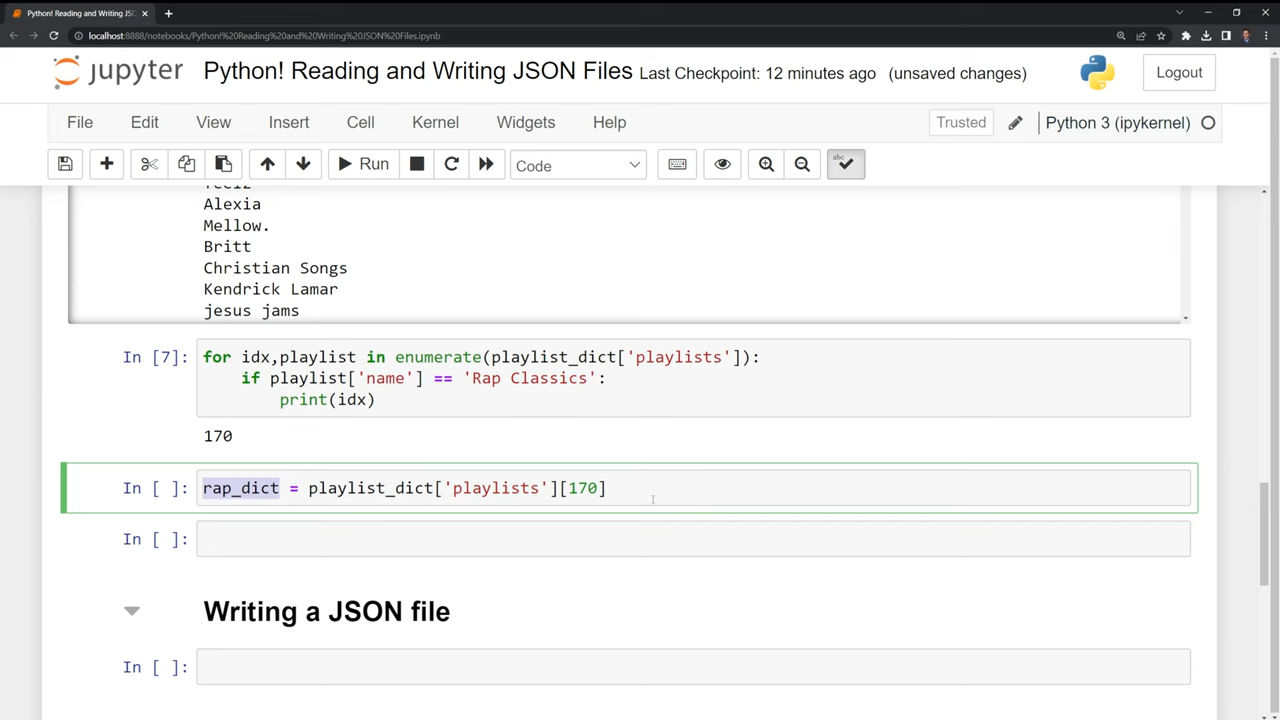 Python! Reading and Writing JSO
localhost:8888/notebooks/Python!%20Reading%20and%20Writing%20JSON%20Files.ipynb
jupyter Python! Reading and Writing JSON Files Last Checkpoint: 12 minutes ago (unsaved changes) Logout
File Edit View Insert Cell Kernel Widgets Help Trusted Python 3 (ipykernel)
Run Code abc
Alexia
Mellow.
Britt
Christian Songs
Kendrick Lamar
jesus jams
In [7]: for idx,playlist in enumerate(playlist_dict['playlists']):
if playlist['name'] == 'Rap Classics':
print(idx)
170
In [ ]: rap_dict = playlist_dict['playlists'][170]
In [ ]:
Writing a JSON file
In [ ]: